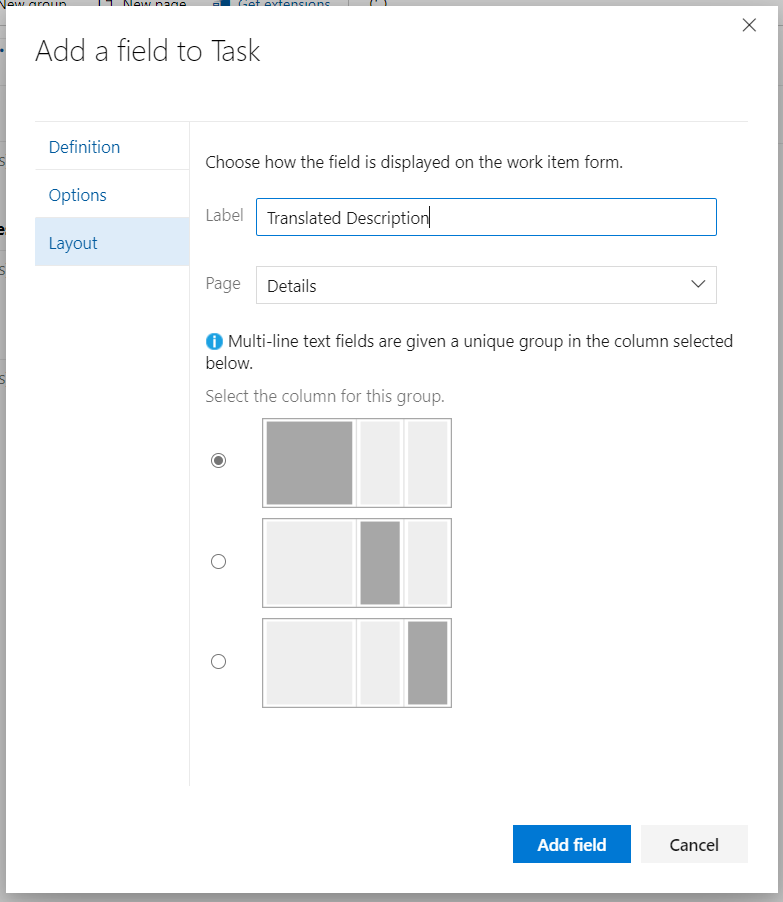 New group New page Get extensions
Add a field to Task
Definition
Options
Layout
Choose how the field is displayed on the work item form.
Label Translated Description
Page Details
Multi-line text fields are given a unique group in the column selected
below.
Select the column for this group.
Add field Cancel